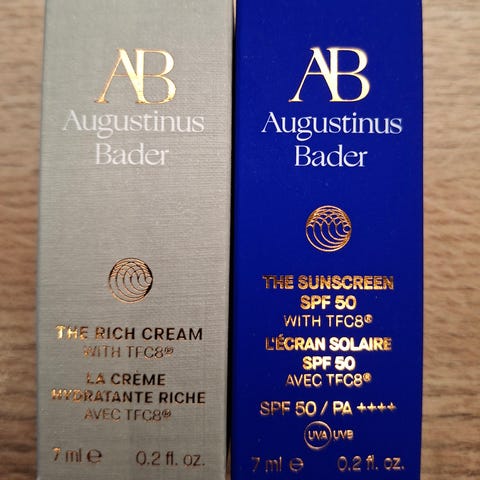 AB
Augustinus
Bader
THE RICH CREAM
WITH TFC8®
LA CRÈME
HYDRATANTE RICHE
AVEC TFC8®
7 ml e
0.2 fl. oz.
AB
Augustinus
Bader
THE SUNSCREEN
SPF 50
WITH TFC8®
L'ÉCRAN SOLAIRE
SPF 50
AVEC TFC8®
SPF 50 / PA ++++
UVA UVB
7 ml e
0.2 fl. oz.